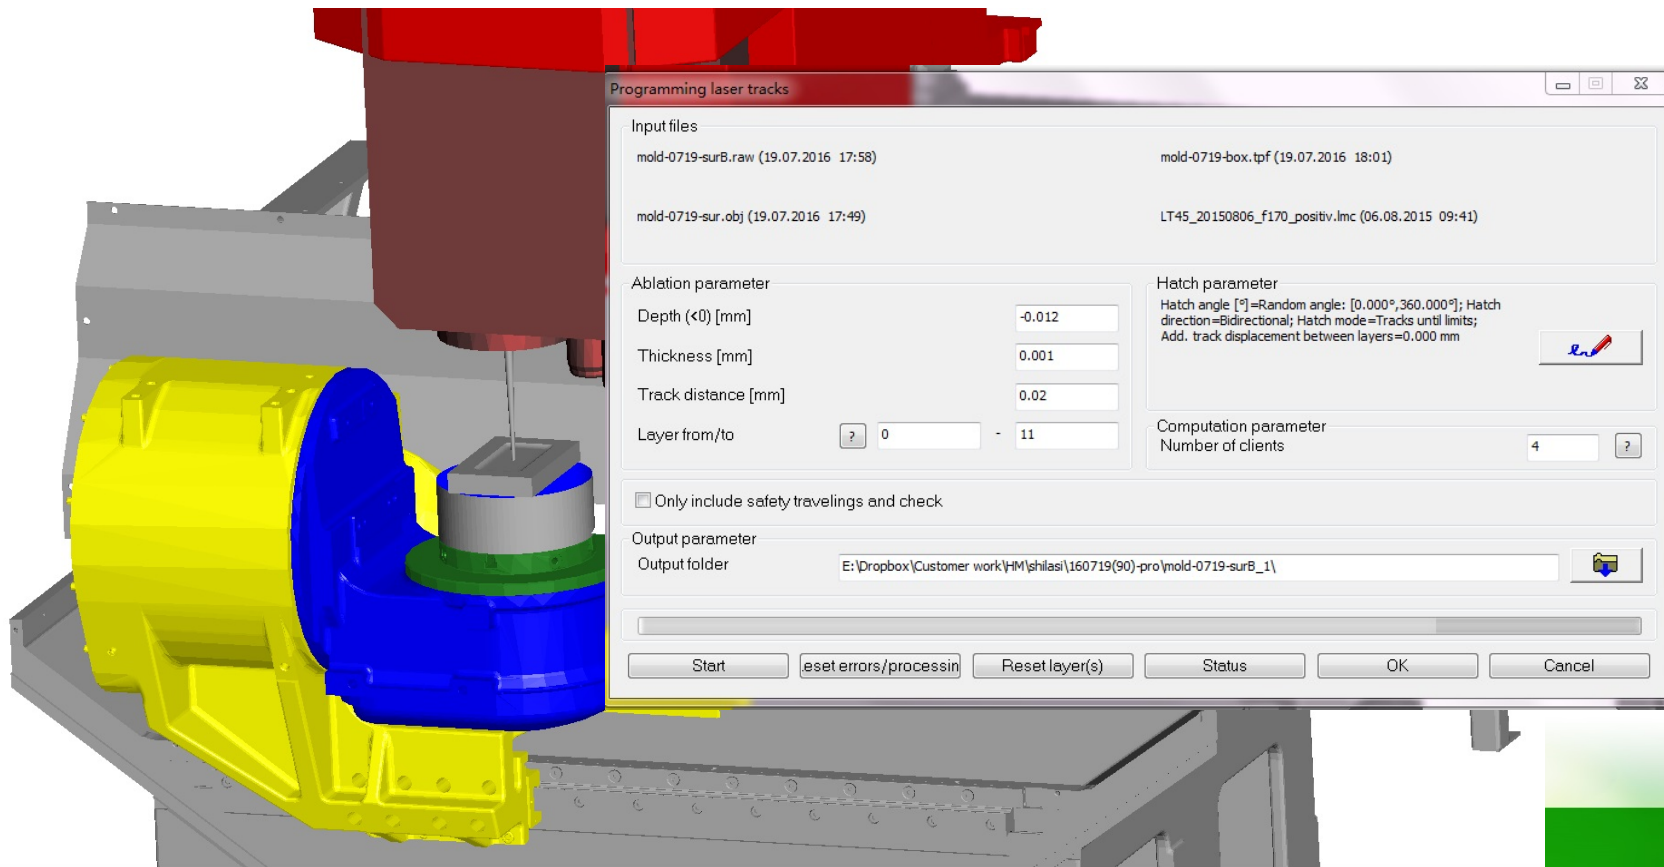 Programming laser tracks
Input files
mold-0719-surB.raw (19.07.2016 17:58)
mold-0719-box.tpf (19.07.2016 18:01)
mold-0719-sur.obj (19.07.2016 17:49)
LT45_20150806_f170_positiv.lmc (06.08.2015 09:41)
Ablation parameter
Depth (<0) [mm]
-0.012
Thickness [mm]
0.001
Track distance [mm]
0.02
Layer from/to
?
0
-
11
Hatch parameter
Hatch angle [°]=Random angle: [0.000°,360.000°]; Hatch
direction=Bidirectional; Hatch mode=Tracks until limits;
Add. track displacement between layers=0.000 mm
Computation parameter
Number of clients
4
?
Only include safety travelings and check
Output parameter
Output folder
E:\Dropbox\Customer work\HM\shilasi\160719(90)-pro\mold-0719-surB_1\
Start
.eset errors/processin
Reset layer(s)
Status
OK
Cancel